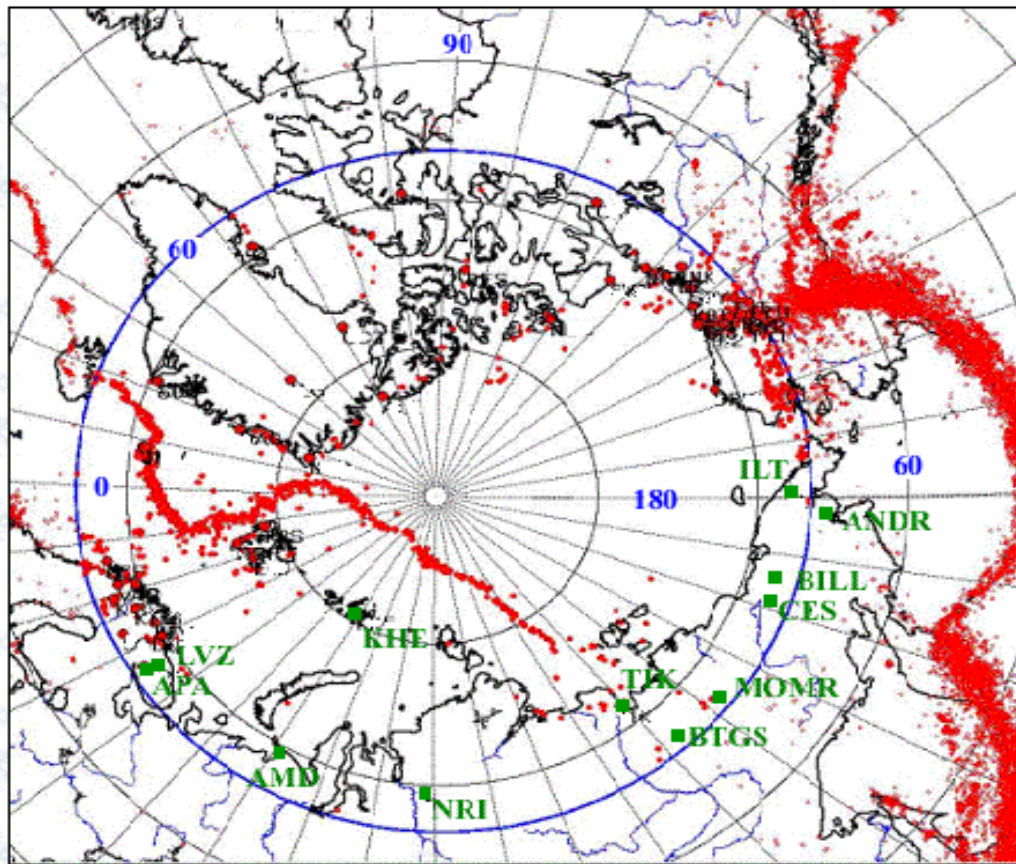 90
60
60
ILT
0
180
ANDR
BILL
CES
KHE
LVZ
APA
TIK
MOMR
BTGS
AMD
NRI